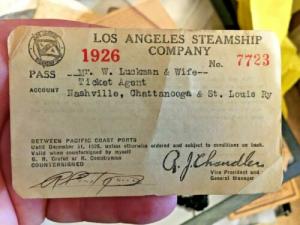 LOS ANGELES STEAMSHIP
COMPANY
1926
No. 7723
PASS --Mr. W. Luckman & Wife--
Ticket Agent
ACCOUNT Nashville, Chattanooga & St. Louis Ry
BETWEEN PACIFIC COAST PORTS
Until December 31, 1926, unless otherwise ordered and subject to conditions on back.
Valid when countersigned by myself
COUNTERSIGNED
A. J. Chandler
Vice President and
General Manager